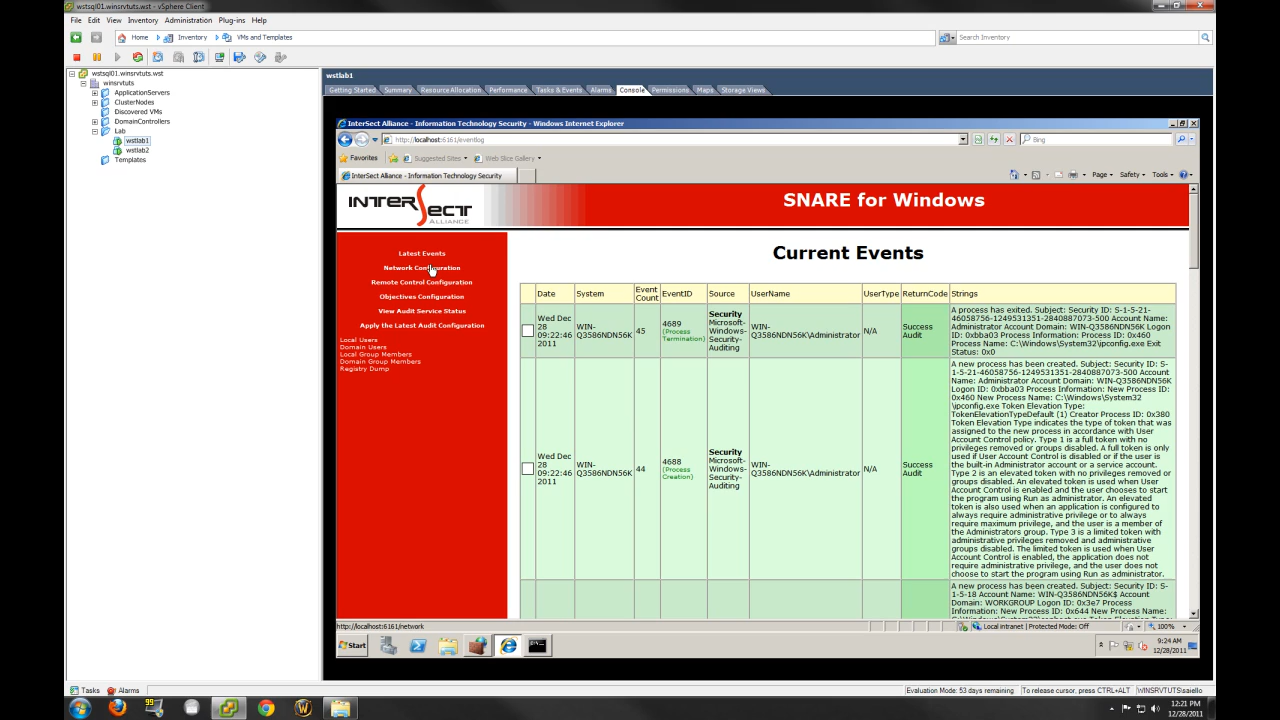 wstsql01.winsrvtuts.wst - vSphere Client
File Edit View Inventory Administration Plug-ins Help
Home Inventory VMs and Templates Search Inventory
wstsql01.winsrvtuts.wst
winsrvtuts
ApplicationServers
ClusterNodes
Discovered VMs
DomainControllers
Lab
wstlab1
wstlab2
Templates
wstlab1
Getting Started Summary Resource Allocation Performance Tasks & Events Alarms Console Permissions Maps Storage Views
InterSect Alliance - Information Technology Security - Windows Internet Explorer
http://localhost:6161/eventlog Bing
Favorites Suggested Sites Web Slice Gallery
InterSect Alliance - Information Technology Security Page Safety Tools
INTERSECT
ALLIANCE
SNARE for Windows
Latest Events
Network Configuration
Remote Control Configuration
Objectives Configuration
View Audit Service Status
Apply the Latest Audit Configuration
Local Users
Domain Users
Local Group Members
Domain Group Members
Registry Dump
Current Events
Date System Event Count EventID Source UserName UserType ReturnCode Strings
Wed Dec 28 09:22:46 2011
WIN-Q3586NDN56K
45
4689 (Process Termination)
Security Microsoft-Windows-Security-Auditing
WIN-Q3586NDN56K\Administrator
N/A
Success Audit
A process has exited. Subject: Security ID: S-1-5-21-
46058756-1249531351-2840887073-500 Account
Name: Administrator Account Domain: WIN-Q3586NDN56K Logon
ID: 0xbba03 Process Information: Process ID: 0x460
Process Name: C:\Windows\System32\ipconfig.exe Exit
Status: 0x0
Wed Dec 28 09:22:46 2011
WIN-Q3586NDN56K
44
4688 (Process Creation)
Security Microsoft-Windows-Security-Auditing
WIN-Q3586NDN56K\Administrator
N/A
Success Audit
A new process has been created. Subject: Security ID: S-
1-5-21-46058756-1249531351-2840887073-500 Account
Name: Administrator Account Domain: WIN-Q3586NDN56K
Logon ID: 0xbba03 Process Information: New Process ID:
0x460 New Process Name: C:\Windows\System32
\ipconfig.exe Token Elevation Type:
TokenElevationTypeDefault (1) Creator Process ID: 0x380
Token Elevation Type indicates the type of token that
was assigned to the new process in accordance with User
Account Control policy. Type 1 is a full token with no
privileges removed or groups disabled. A full token is only
used if User Account Control is disabled or if the user is
the built-in Administrator account or a service account.
Type 2 is an elevated token with no privileges removed or
groups disabled. An elevated token is used when User
Account Control is enabled and the user chooses to start
the program using Run as administrator. An elevated
token is also used when an application is configured to
always require administrative privilege or to always
require maximum privilege, and the user is a member of
the Administrators group. Type 3 is a limited token with
administrative privileges removed and administrative
groups disabled. The limited token is used when User
Account Control is enabled, the application does not
require administrative privilege, and the user does not
choose to start the program using Run as administrator.
A new process has been created. Subject: Security ID: S-
1-5-18 Account Name: WIN-Q3586NDN56K$ Account
Domain: WORKGROUP Logon ID: 0x3e7 Process
Information: New Process ID: 0x644 New Process Name:
http://localhost:6161/network Local intranet | Protected Mode: Off 100%
Start 9:24 AM
12/28/2011
Tasks Alarms Evaluation Mode: 53 days remaining To release cursor, press CTRL+ALT WINSRVTUTS\saiello
99 12:21 PM
12/28/2011